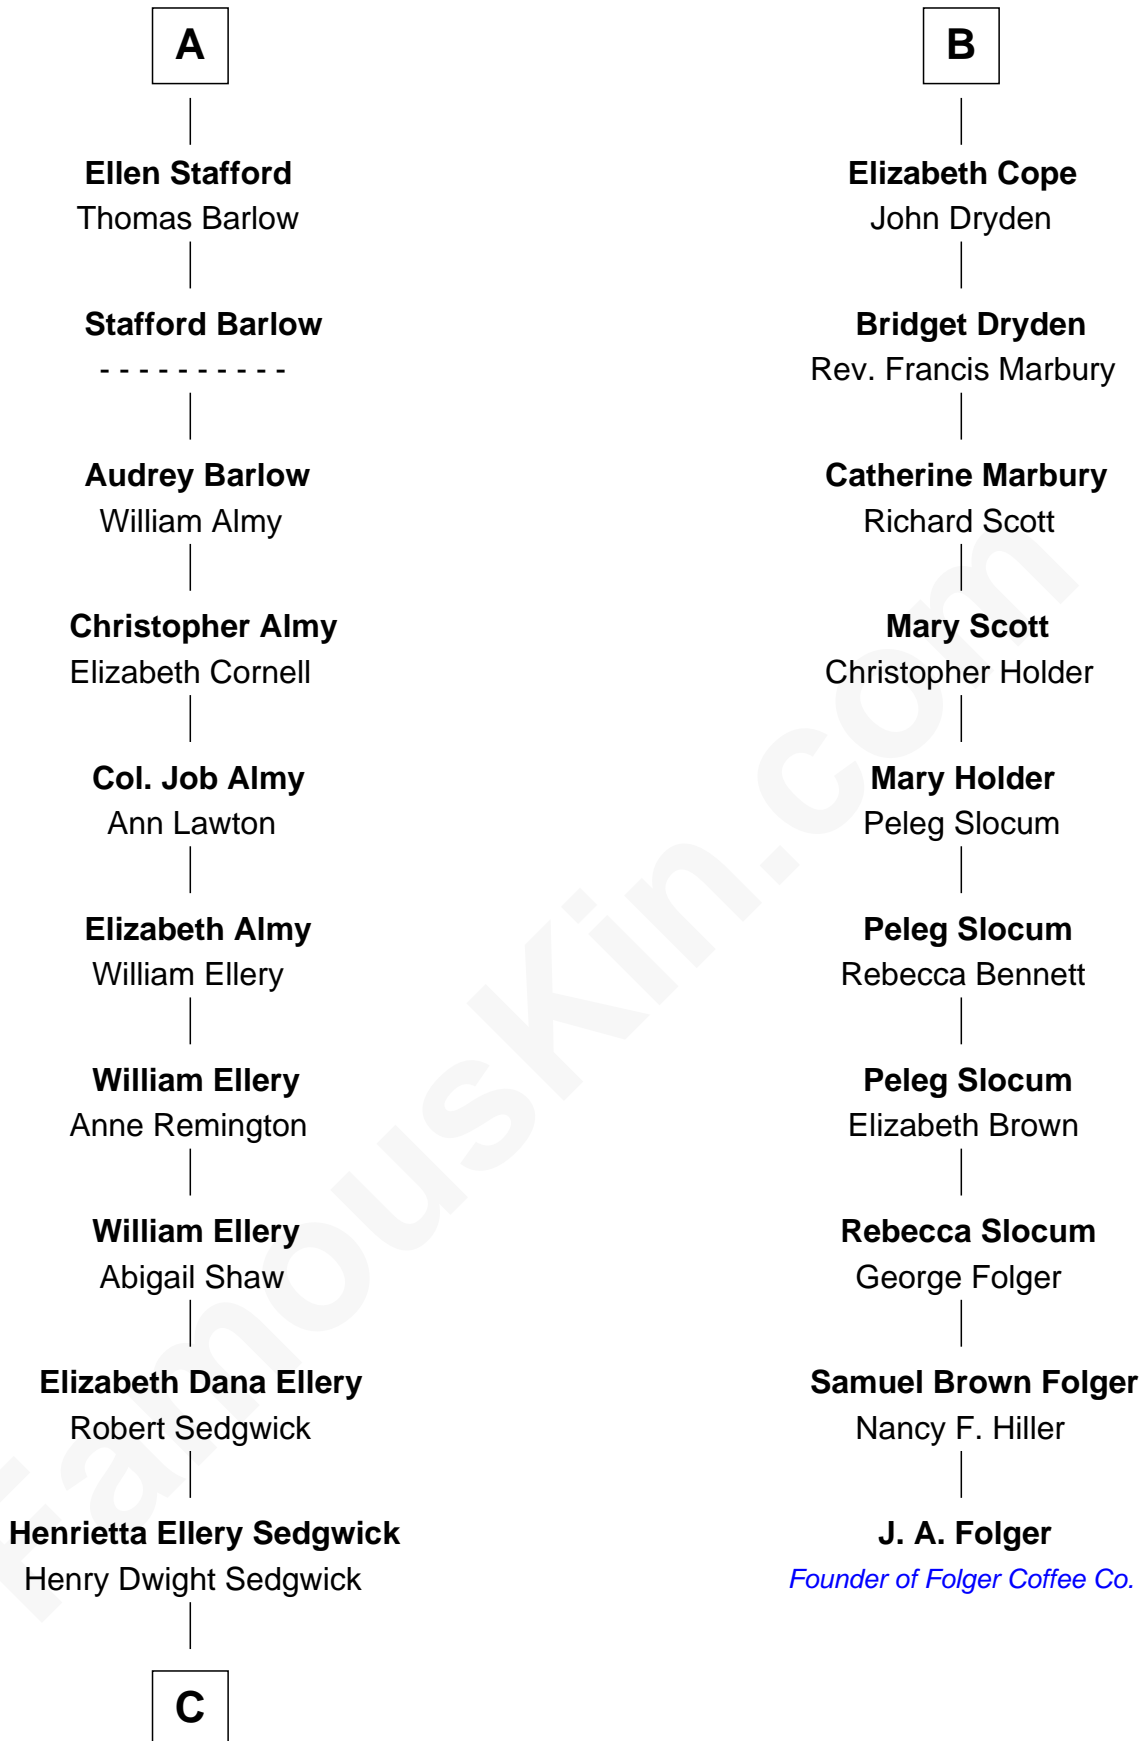 A
Ellen Stafford
Thomas Barlow
Stafford Barlow
- - - - - - - - - -
Audrey Barlow
William Almy
Christopher Almy
Elizabeth Cornell
Col. Job Almy
Ann Lawton
Elizabeth Almy
William Ellery
William Ellery
Anne Remington
William Ellery
Abigail Shaw
Elizabeth Dana Ellery
Robert Sedgwick
Henrietta Ellery Sedgwick
Henry Dwight Sedgwick
C
B
Elizabeth Cope
John Dryden
Bridget Dryden
Rev. Francis Marbury
Catherine Marbury
Richard Scott
Mary Scott
Christopher Holder
Mary Holder
Peleg Slocum
Peleg Slocum
Rebecca Bennett
Peleg Slocum
Elizabeth Brown
Rebecca Slocum
George Folger
Samuel Brown Folger
Nancy F. Hiller
J. A. Folger
Founder of Folger Coffee Co.
FamousKin.com